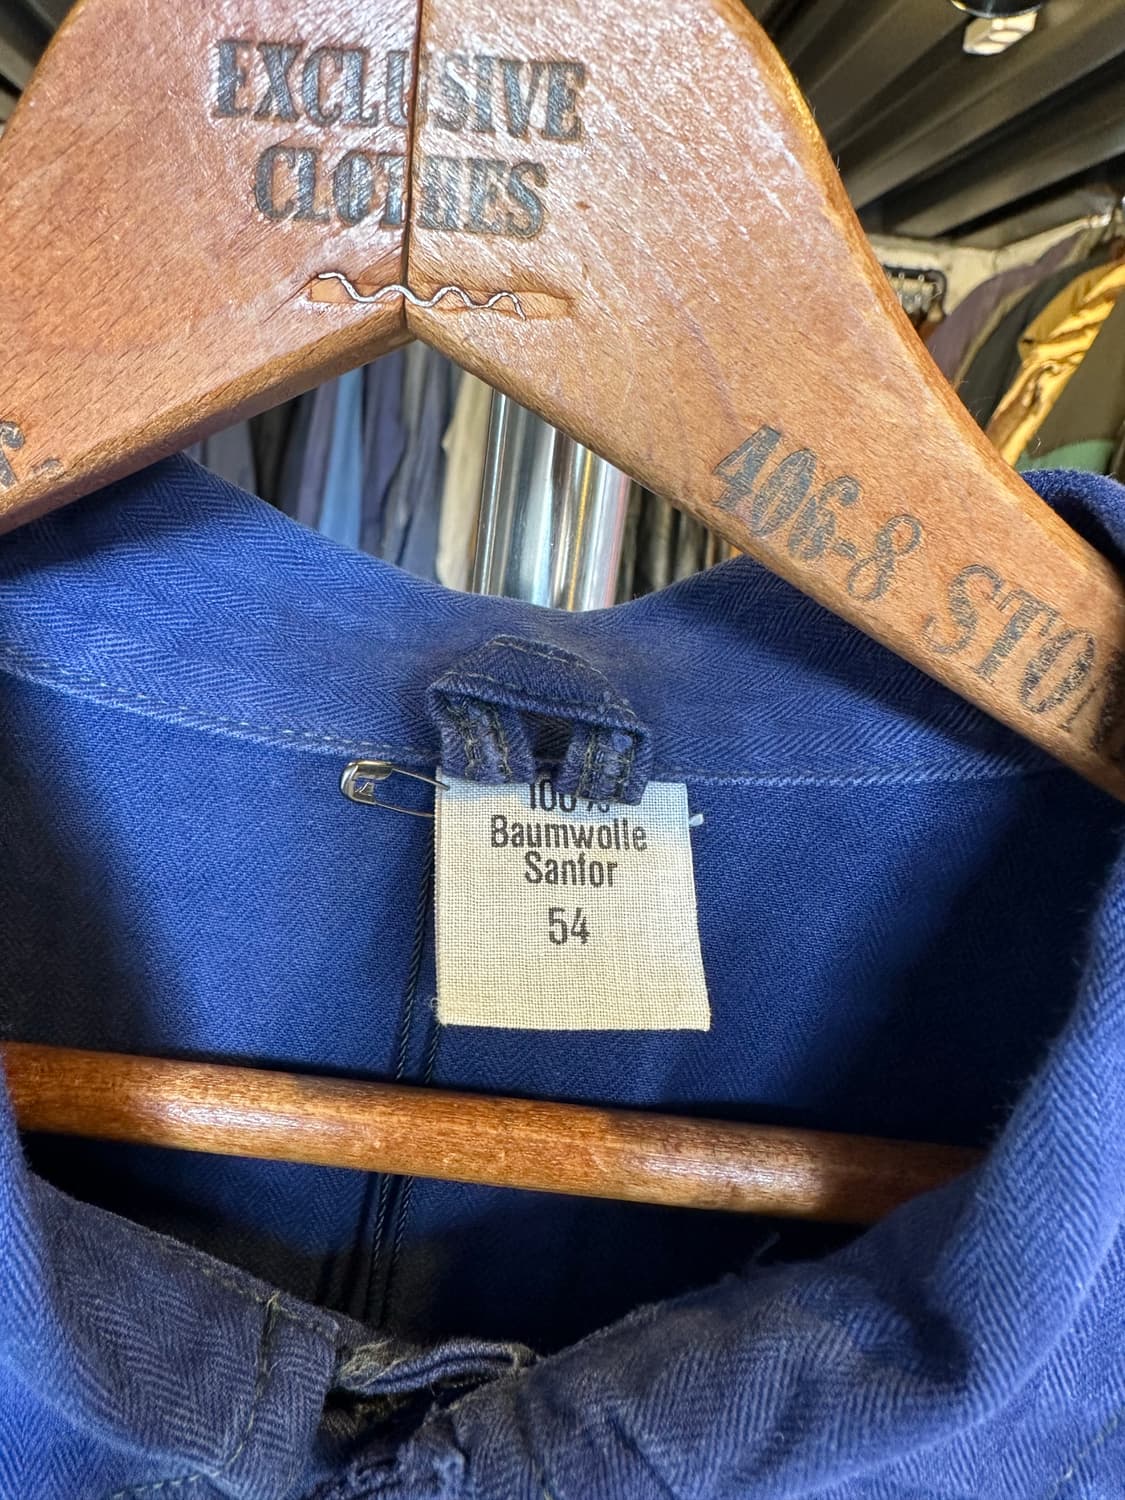 EXCLUSIVE
CLOTHES
406-8 STO
100%
Baumwolle
Sanfor
54